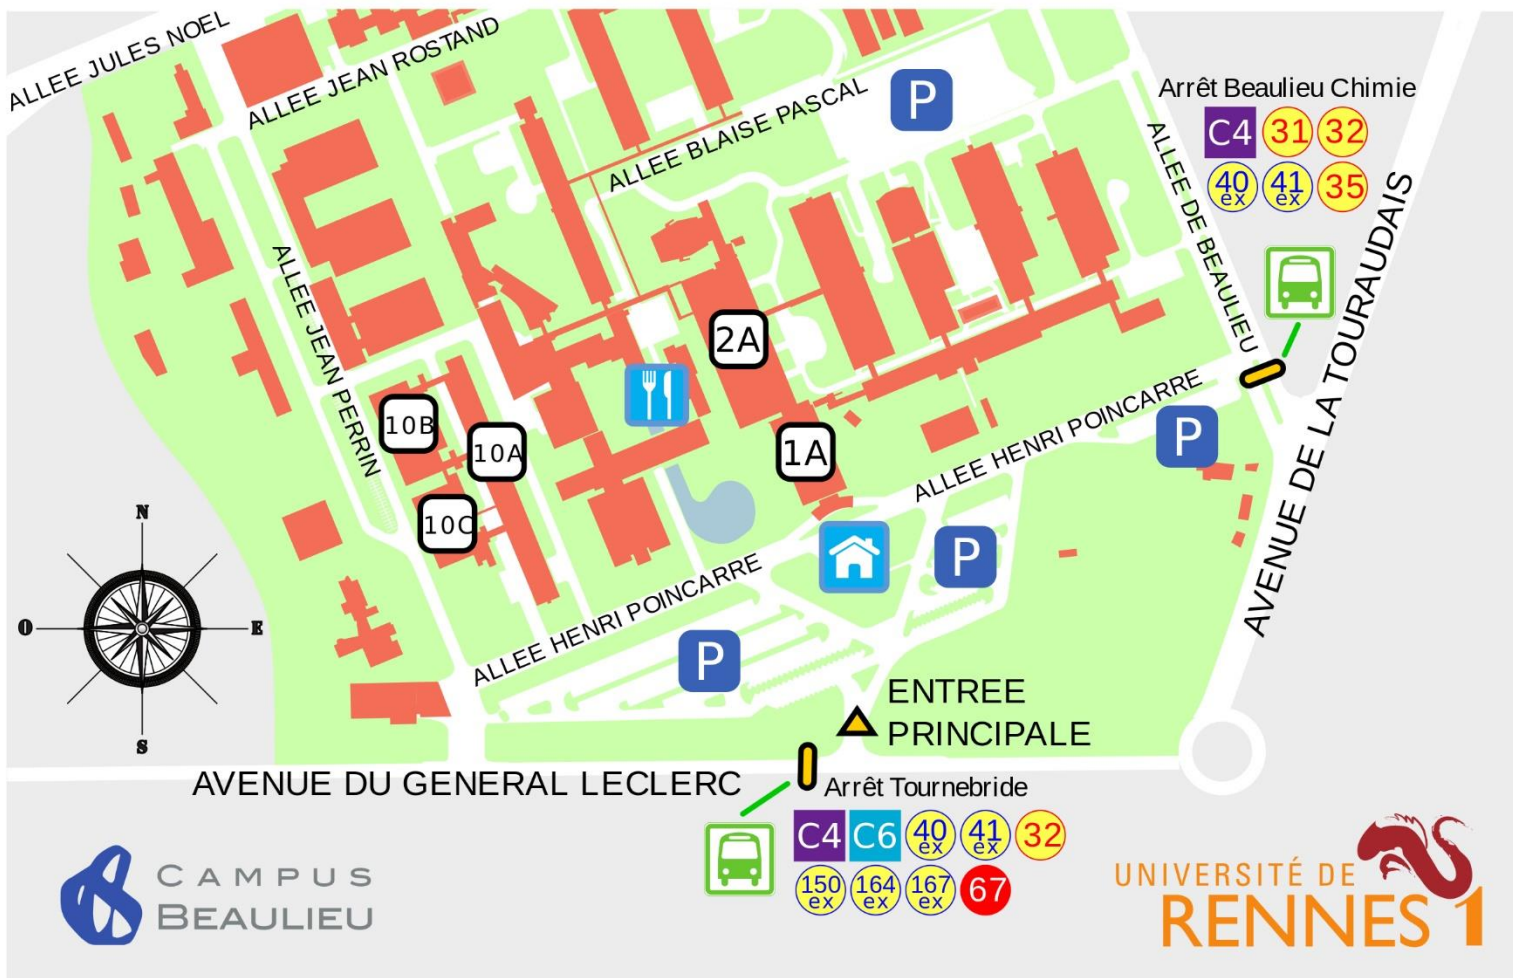 ALLEE JULES NOEL
ALLEE JEAN ROSTAND
ALLEE BLAISE PASCAL
P
Arrêt Beaulieu Chimie
C4 31 32
40 ex 41 ex 35
ALLEE DE BEAULIEU
AVENUE DE LA TOURAUDAIS
ALLEE JEAN PERRIN
2A
10B
10A
1A
10C
ALLEE HENRI POINCARRE
P
P
ALLEE HENRI POINCARRE
P
N
O
E
S
ENTREE
PRINCIPALE
AVENUE DU GENERAL LECLERC
Arrêt Tournebride
C4 C6 40 ex 41 ex 32
150 ex 164 ex 167 ex 67
CAMPUS
BEAULIEU
UNIVERSITÉ DE
RENNES 1